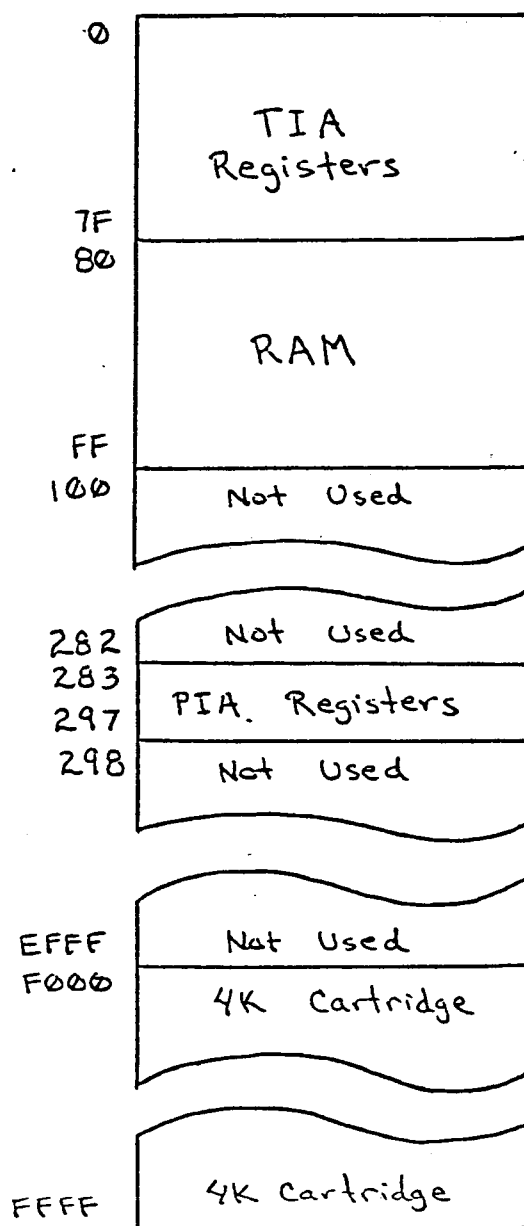 0
TIA
Registers
7F
80
RAM
FF
100
Not Used
282
Not Used
283
297
PIA. Registers
298
Not Used
EFFF
Not Used
F000
4K Cartridge
FFFF
4K Cartridge